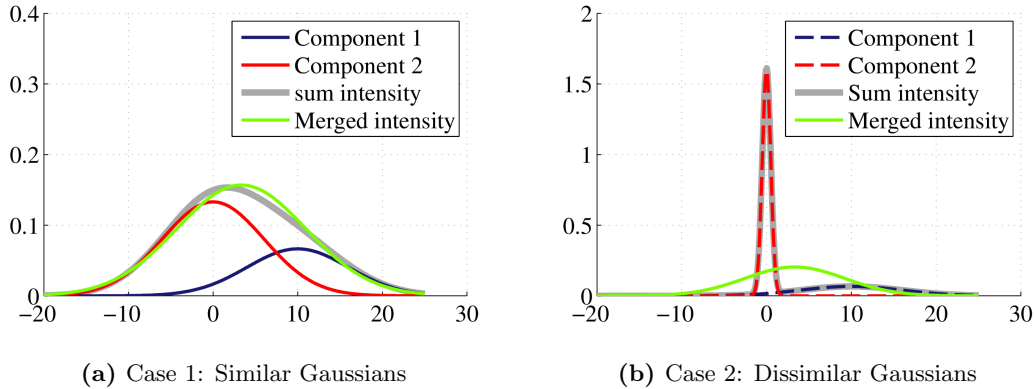 0.4
0.3
0.2
0.1
0
−20 −10 0 10 20 30
Component 1
Component 2
sum intensity
Merged intensity
(a) Case 1: Similar Gaussians
2
1.5
1
0.5
0
−20 −10 0 10 20 30
Component 1
Component 2
Sum intensity
Merged intensity
(b) Case 2: Dissimilar Gaussians